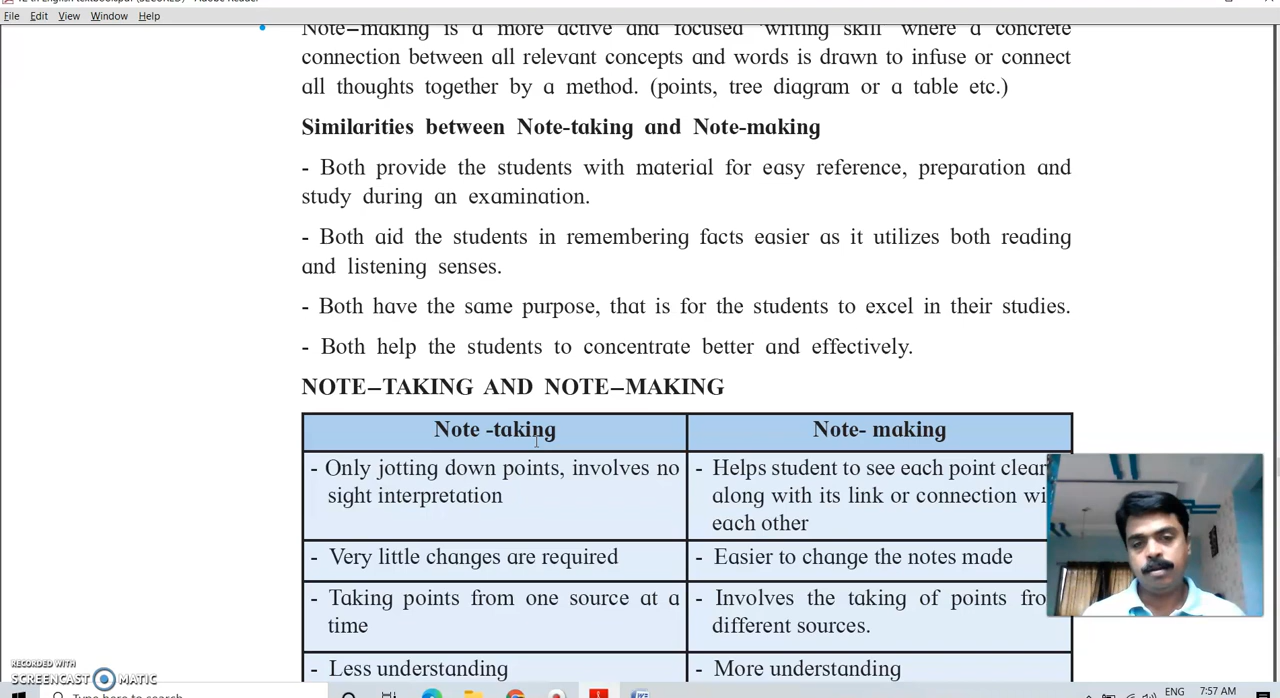 File Edit View Window Help
Note–making is a more active and focused 'writing skill' where a concrete
connection between all relevant concepts and words is drawn to infuse or connect
all thoughts together by a method. (points, tree diagram or a table etc.)
Similarities between Note-taking and Note-making
- Both provide the students with material for easy reference, preparation and
study during an examination.
- Both aid the students in remembering facts easier as it utilizes both reading
and listening senses.
- Both have the same purpose, that is for the students to excel in their studies.
- Both help the students to concentrate better and effectively.
NOTE–TAKING AND NOTE–MAKING
Note -taking
Note- making
- Only jotting down points, involves no
sight interpretation
- Helps student to see each point clear
along with its link or connection wi
each other
- Very little changes are required
- Easier to change the notes made
- Taking points from one source at a
time
- Involves the taking of points fro
different sources.
- Less understanding
- More understanding
RECORDED WITH
SCREENCAST MATIC
Type here to search
ENG
7:57 AM